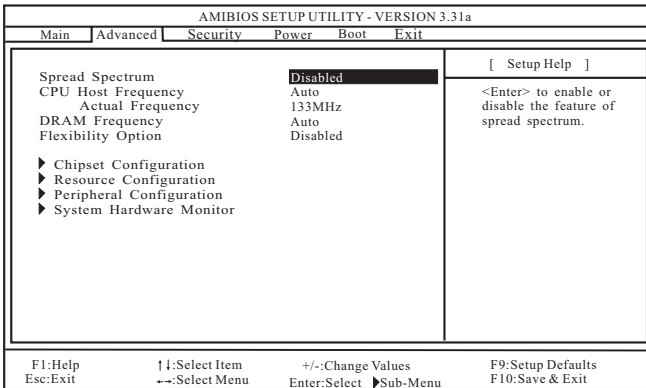 AMIBIOS SETUP UTILITY - VERSION 3.31a
Main Advanced Security Power Boot Exit
[ Setup Help ]
Spread Spectrum Disabled
CPU Host Frequency Auto
Actual Frequency 133MHz
DRAM Frequency Auto
Flexibility Option Disabled
Chipset Configuration
Resource Configuration
Peripheral Configuration
System Hardware Monitor
<Enter> to enable or
disable the feature of
spread spectrum.
F1:Help ↑↓:Select Item +/-:Change Values F9:Setup Defaults
Esc:Exit ←→:Select Menu Enter:Select ▶Sub-Menu F10:Save & Exit